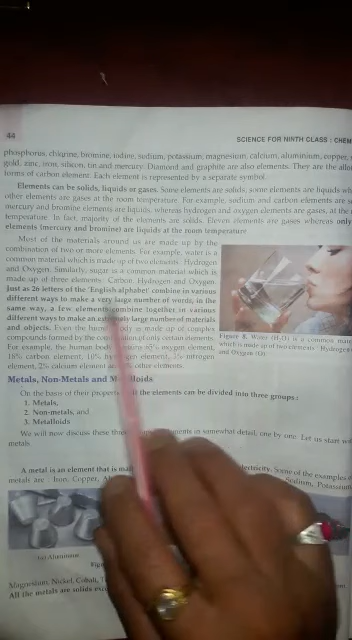 44
SCIENCE FOR NINTH CLASS : CHEM
phosphorus, chlorine, bromine, iodine, sodium, potassium, magnesium, calcium, aluminium, copper,
gold, zinc, iron, silicon, tin and mercury. Diamond and graphite are also elements. They are the allo
forms of carbon element. Each element is represented by a separate symbol.
Elements can be solids, liquids or gases. Some elements are solids, some elements are liquids wh
other elements are gases at the room temperature. For example, sodium and carbon elements are s
mercury and bromine elements are liquids, whereas hydrogen and oxygen elements are gases, at the
temperature. In fact, majority of the elements are solids. Eleven elements are gases whereas only
elements (mercury and bromine) are liquids at the room temperature
Most of the materials around us are made up by the
combination of two or more elements. For example, water is a
common material which is made of two elements : Hydrogen
and Oxygen. Similarly, sugar is a common material which is
made up of three elements : Carbon, Hydrogen and Oxygen.
Just as 26 letters of the 'English alphabet' combine in various
different ways to make a very large number of words, in the
same way, a few elements combine together in various
different ways to make an extremely large number of materials
and objects. Even the human body is made up of complex
compounds formed by the combination of only certain elements.
For example, the human body contains 65% oxygen element,
18% carbon element, 10% hydrogen element, 3% nitrogen
element, 2% calcium element and other elements.
Figure 8. Water (H2O) is a common mate
which is made up of two elements : Hydrogen
and Oxygen (O)
Metals, Non-Metals and Metalloids
On the basis of their properties, all the elements can be divided into three groups :
1. Metals,
2. Non-metals, and
3. Metalloids
We will now discuss these three elements in somewhat detail, one by one. Let us start wi
metals.
A metal is an element that is electricity. Some of the examples
metals are : Iron, Copper, Sodium, Potassium
(a) Aluminium
Magnesium, Nickel, Cobalt,
All the metals are solids